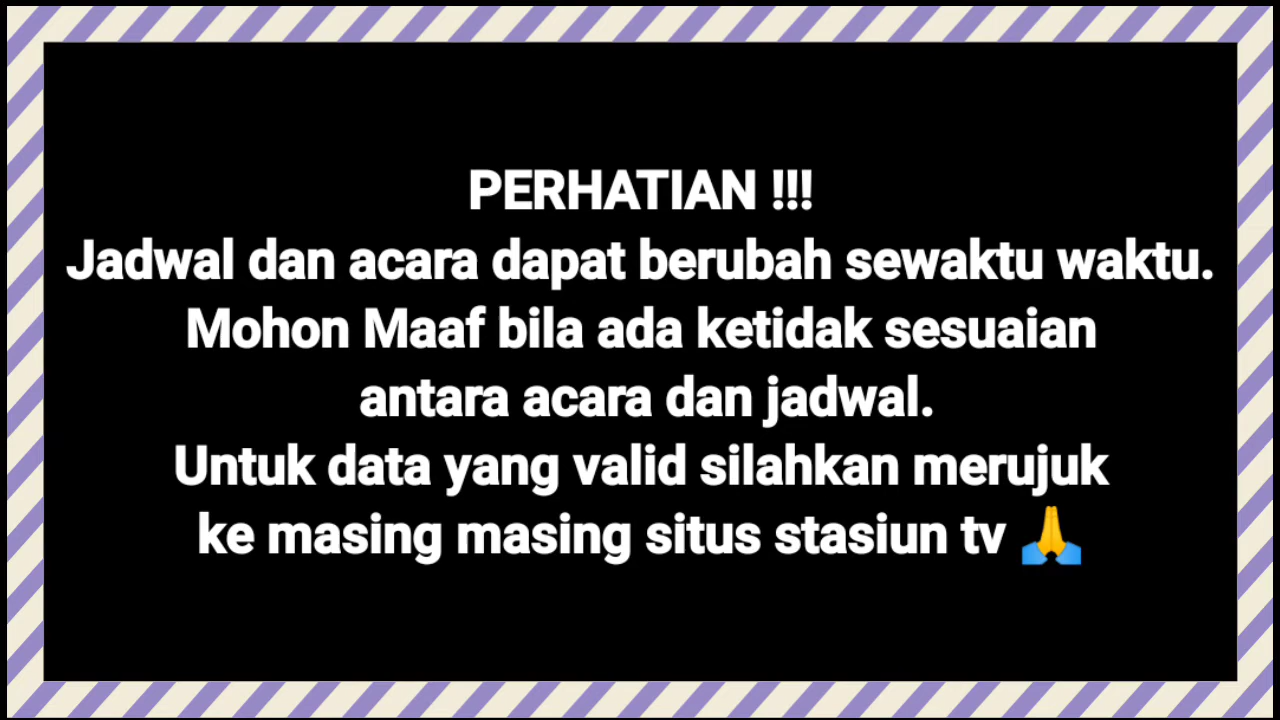 PERHATIAN !!!
Jadwal dan acara dapat berubah sewaktu waktu.
Mohon Maaf bila ada ketidak sesuaian
antara acara dan jadwal.
Untuk data yang valid silahkan merujuk
ke masing masing situs stasiun tv 🙏